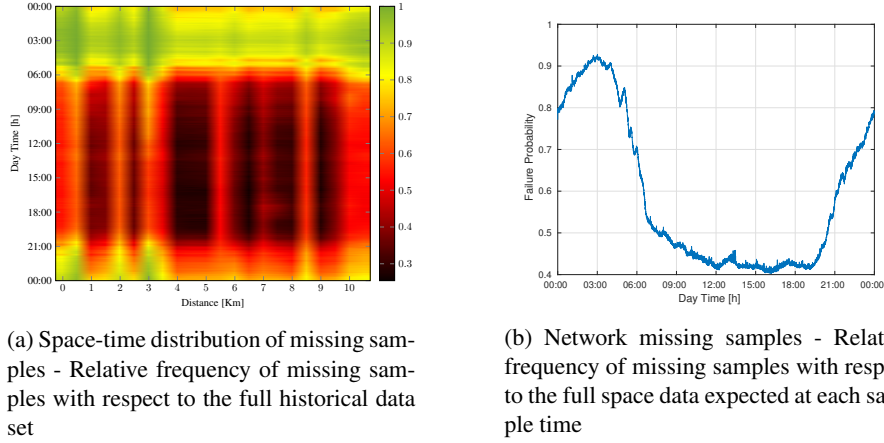 00:00
03:00
06:00
09:00
12:00
15:00
18:00
21:00
00:00
Day Time [h]
0 1 2 3 4 5 6 7 8 9 10
Distance [Km]
1
0.9
0.8
0.7
0.6
0.5
0.4
0.3
1
0.9
0.8
0.7
0.6
0.5
0.4
Failure Probability
00:00 03:00 06:00 09:00 12:00 15:00 18:00 21:00 00:00
Day Time [h]
(a) Space-time distribution of missing sam-
ples - Relative frequency of missing sam-
ples with respect to the full historical data
set
(b) Network missing samples - Relat
frequency of missing samples with resp
to the full space data expected at each sa
ple time